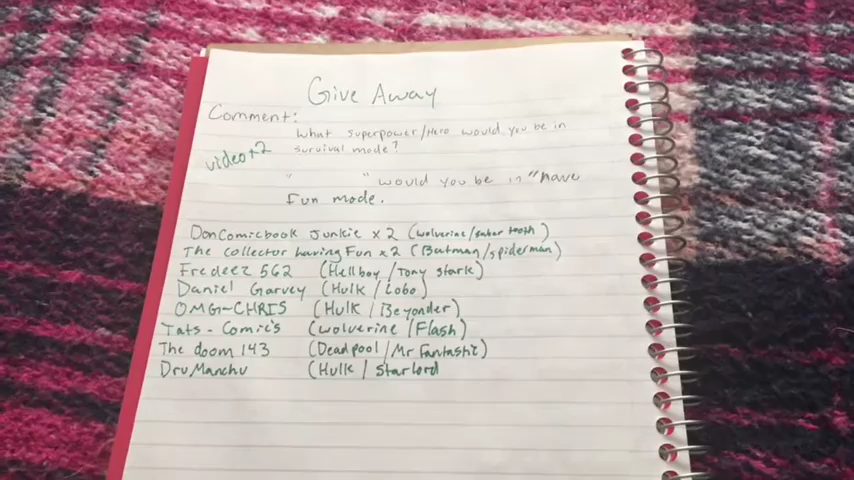 Give Away
Comment:
What superpower/Hero would you be in
survival mode?
video x2
" " would you be in "have
Fun mode.
DonComicbook Junkie x 2 (wolverine/sabertooth)
The collector having Fun x2 (Batman/spiderman)
Fredeez 562 (Hellboy/Tony stark)
Daniel Garvey (Hulk/Lobo)
OMG-CHRIS (Hulk/Beyonder)
Tats-Comics (wolverine/Flash)
The doom 143 (Deadpool/Mr Fantastic)
DruManchu (Hulk/Starlord